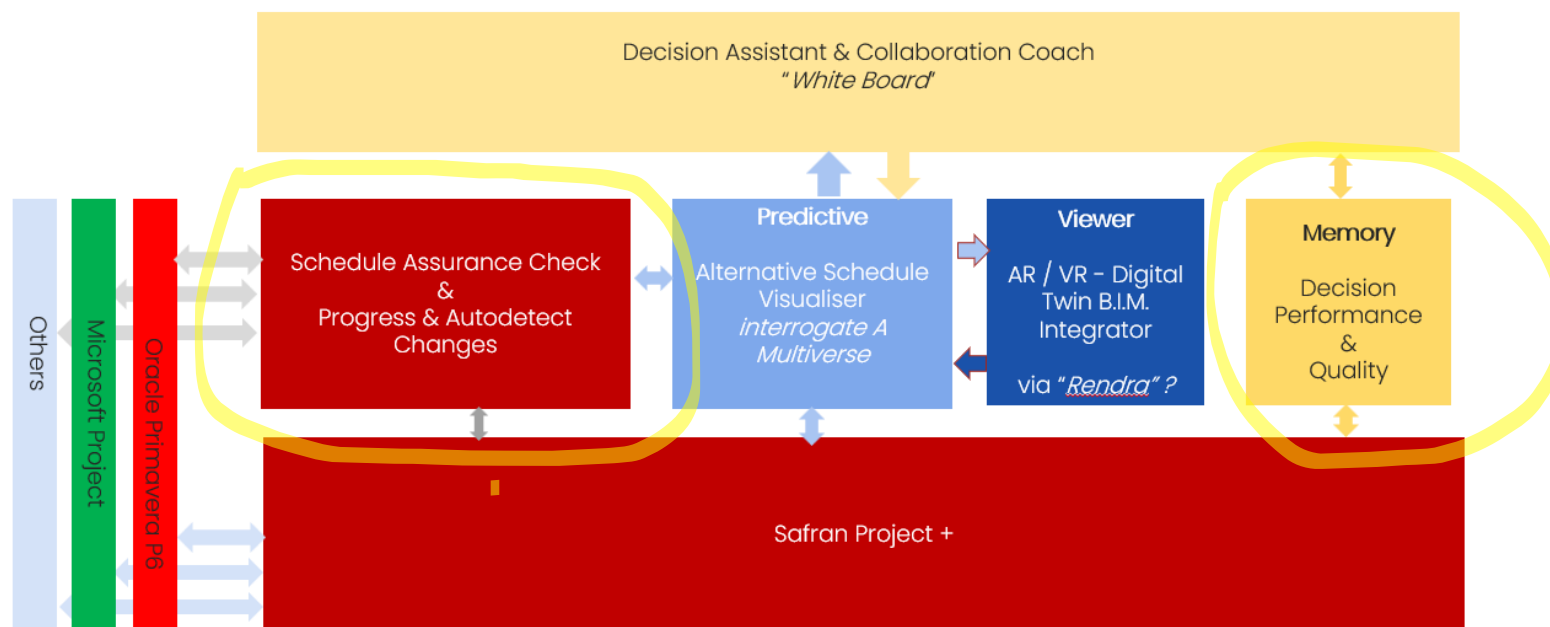 Decision Assistant & Collaboration Coach
"White Board"
Others
Microsoft Project
Oracle Primavera P6
Schedule Assurance Check
&
Progress & Autodetect
Changes
Predictive
Alternative Schedule
Visualiser
interrogate A
Multiverse
Viewer
AR / VR - Digital
Twin B.I.M.
Integrator
via "Rendra" ?
Memory
Decision
Performance
&
Quality
Safran Project +